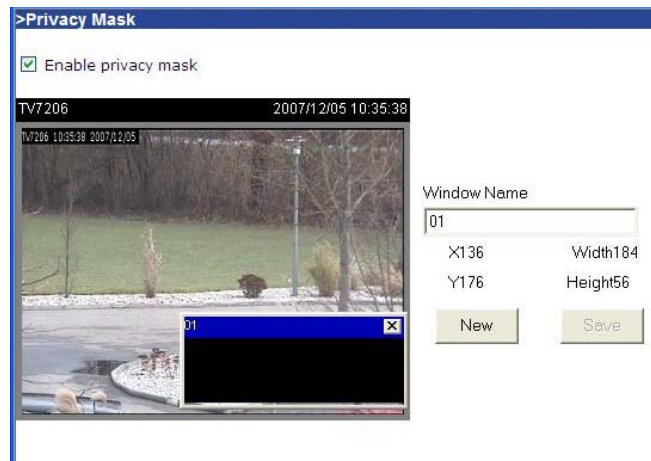 >Privacy Mask
Enable privacy mask
TV7206 2007/12/05 10:35:38
TV7206 10:35:38 2007/12/05
Window Name
01
X136 Width184
Y176 Height56
01
New Save